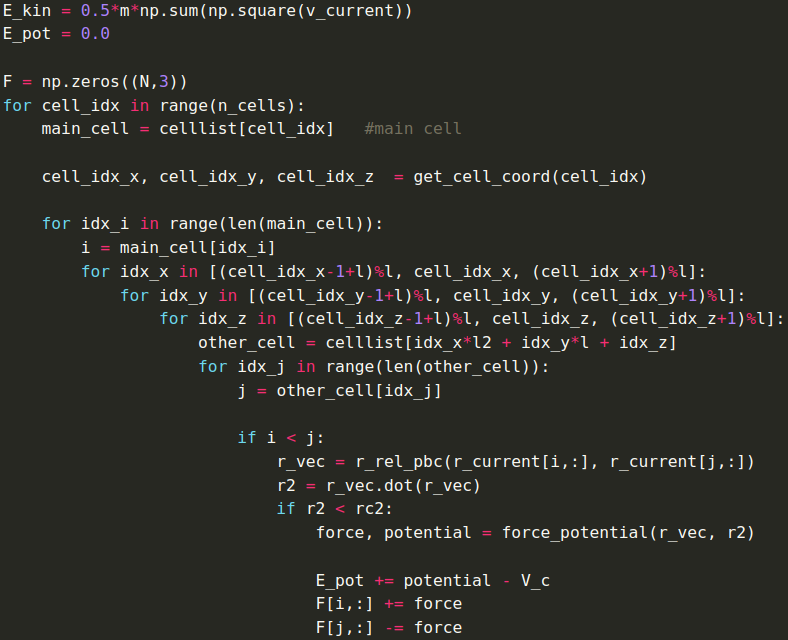 E_kin = 0.5*m*np.sum(np.square(v_current))
E_pot = 0.0
F = np.zeros((N,3))
for cell_idx in range(n_cells):
    main_cell = celllist[cell_idx]   #main cell
    cell_idx_x, cell_idx_y, cell_idx_z  = get_cell_coord(cell_idx)
    for idx_i in range(len(main_cell)):
        i = main_cell[idx_i]
        for idx_x in [(cell_idx_x-1+l)%l, cell_idx_x, (cell_idx_x+1)%l]:
            for idx_y in [(cell_idx_y-1+l)%l, cell_idx_y, (cell_idx_y+1)%l]:
                for idx_z in [(cell_idx_z-1+l)%l, cell_idx_z, (cell_idx_z+1)%l]:
                    other_cell = celllist[idx_x*l2 + idx_y*l + idx_z]
                    for idx_j in range(len(other_cell)):
                        j = other_cell[idx_j]
                        if i < j:
                            r_vec = r_rel_pbc(r_current[i,:], r_current[j,:])
                            r2 = r_vec.dot(r_vec)
                            if r2 < rc2:
                                force, potential = force_potential(r_vec, r2)
                                E_pot += potential - V_c
                                F[i,:] += force
                                F[j,:] -= force